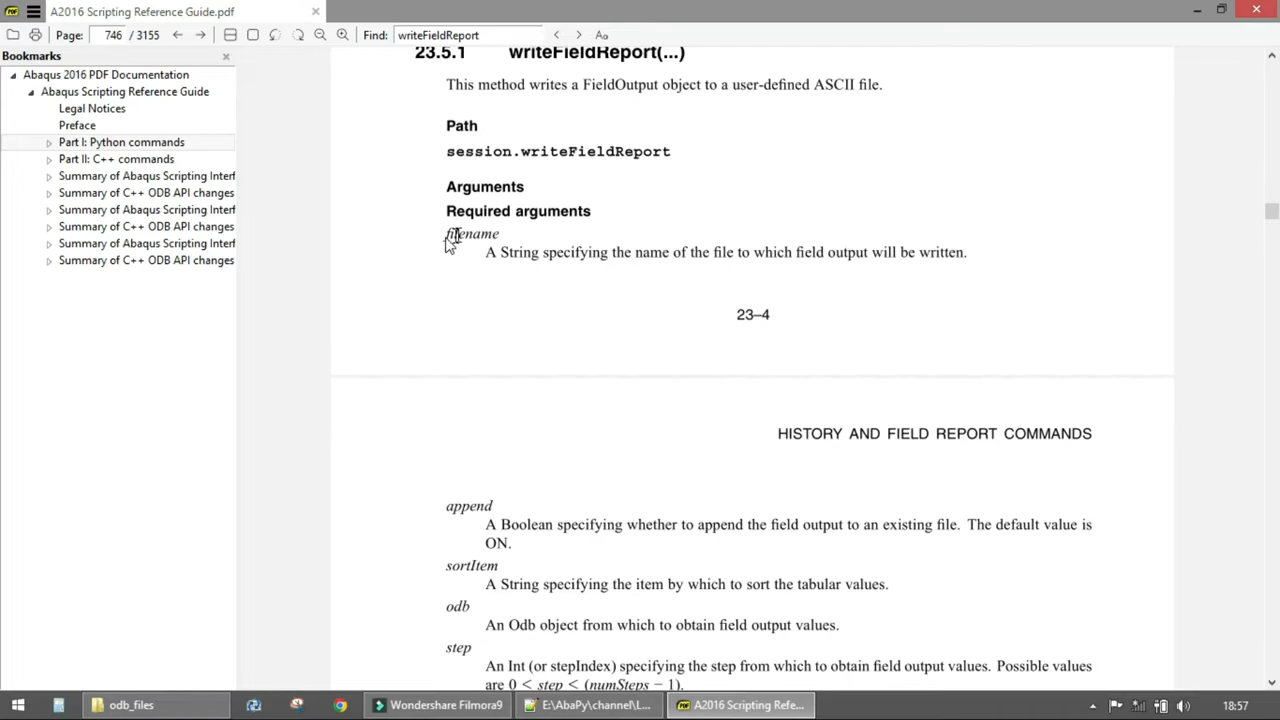 A2016 Scripting Reference Guide.pdf
Page: 746 / 3155 Find: writeFieldReport Aa
Bookmarks
Abaqus 2016 PDF Documentation
Abaqus Scripting Reference Guide
Legal Notices
Preface
Part I: Python commands
Part II: C++ commands
Summary of Abaqus Scripting Interf
Summary of C++ ODB API changes
Summary of Abaqus Scripting Interf
Summary of C++ ODB API changes
Summary of Abaqus Scripting Interf
Summary of C++ ODB API changes
23.5.1 writeFieldReport(...)
This method writes a FieldOutput object to a user-defined ASCII file.
Path
session.writeFieldReport
Arguments
Required arguments
filename
A String specifying the name of the file to which field output will be written.
23–4
HISTORY AND FIELD REPORT COMMANDS
append
A Boolean specifying whether to append the field output to an existing file. The default value is
ON.
sortItem
A String specifying the item by which to sort the tabular values.
odb
An Odb object from which to obtain field output values.
step
An Int (or stepIndex) specifying the step from which to obtain field output values. Possible values
are 0 ≤ step ≤ (numSteps − 1).
odb_files
Wondershare Filmora9
E:\AbaPy\channel\L...
A2016 Scripting Refe...
18:57